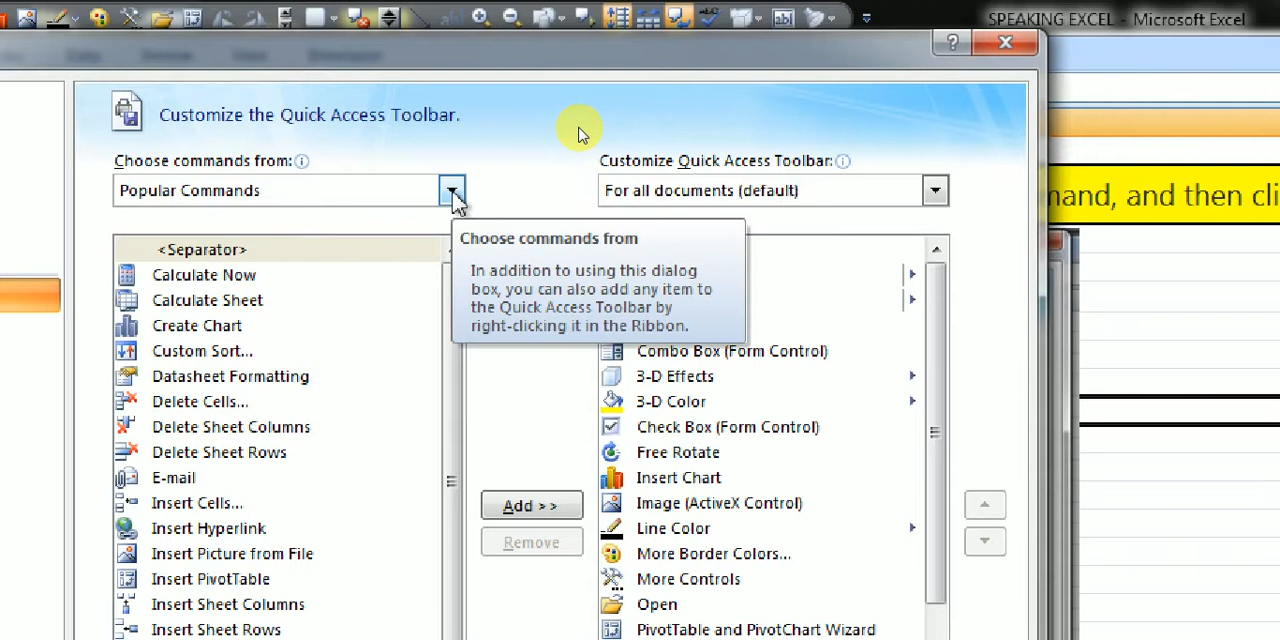 SPEAKING EXCEL - Microsoft Excel
Customize the Quick Access Toolbar.
Choose commands from:
Customize Quick Access Toolbar:
Popular Commands
For all documents (default)
mand, and then cli
<Separator>
Calculate Now
Calculate Sheet
Create Chart
Custom Sort...
Datasheet Formatting
Delete Cells...
Delete Sheet Columns
Delete Sheet Rows
E-mail
Insert Cells...
Insert Hyperlink
Insert Picture from File
Insert PivotTable
Insert Sheet Columns
Insert Sheet Rows
Choose commands from
In addition to using this dialog
box, you can also add any item to
the Quick Access Toolbar by
right-clicking it in the Ribbon.
Add >>
Remove
Combo Box (Form Control)
3-D Effects
3-D Color
Check Box (Form Control)
Free Rotate
Insert Chart
Image (ActiveX Control)
Line Color
More Border Colors...
More Controls
Open
PivotTable and PivotChart Wizard